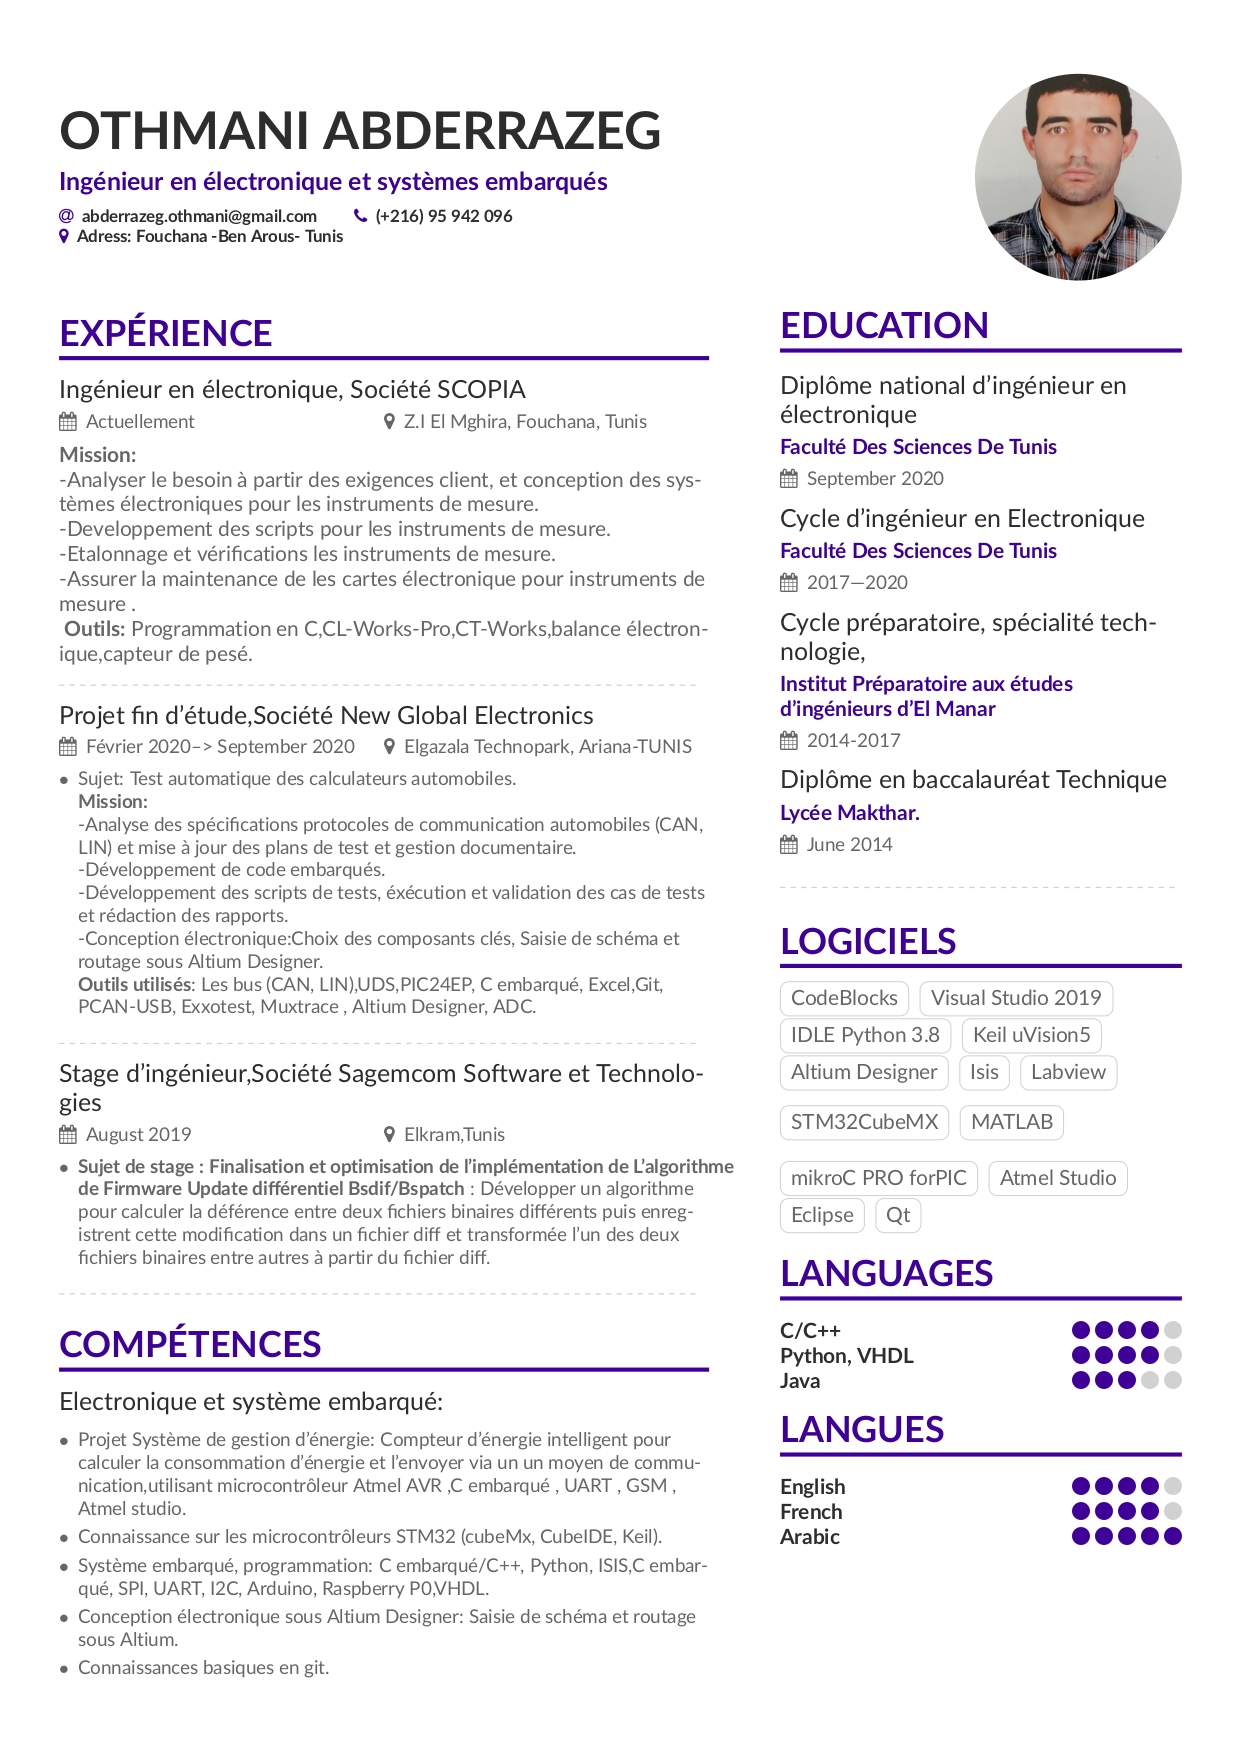 OTHMANI ABDERRAZEG
Ingénieur en électronique et systèmes embarqués
@ abderrazeg.othmani@gmail.com (+216) 95 942 096
Adress: Fouchana -Ben Arous- Tunis
EXPÉRIENCE
Ingénieur en électronique, Société SCOPIA
Actuellement Z.I El Mghira, Fouchana, Tunis
Mission:
-Analyser le besoin à partir des exigences client, et conception des sys-
tèmes électroniques pour les instruments de mesure.
-Developpement des scripts pour les instruments de mesure.
-Etalonnage et vérifications les instruments de mesure.
-Assurer la maintenance de les cartes électronique pour instruments de
mesure .
Outils: Programmation en C,CL-Works-Pro,CT-Works,balance électron-
ique,capteur de pesé.
Projet fin d’étude,Société New Global Electronics
Février 2020–> September 2020 Elgazala Technopark, Ariana-TUNIS
• Sujet: Test automatique des calculateurs automobiles.
Mission:
-Analyse des spécifications protocoles de communication automobiles (CAN,
LIN) et mise à jour des plans de test et gestion documentaire.
-Développement de code embarqués.
-Développement des scripts de tests, éxécution et validation des cas de tests
et rédaction des rapports.
-Conception électronique:Choix des composants clés, Saisie de schéma et
routage sous Altium Designer.
Outils utilisés: Les bus (CAN, LIN),UDS,PIC24EP, C embarqué, Excel,Git,
PCAN-USB, Exxotest, Muxtrace , Altium Designer, ADC.
Stage d’ingénieur,Société Sagemcom Software et Technolo-
gies
August 2019 Elkram,Tunis
• Sujet de stage : Finalisation et optimisation de l’implémentation de L’algorithme
de Firmware Update différentiel Bsdif/Bspatch : Développer un algorithme
pour calculer la déférence entre deux fichiers binaires différents puis enreg-
istrent cette modification dans un fichier diff et transformée l’un des deux
fichiers binaires entre autres à partir du fichier diff.
COMPÉTENCES
Electronique et système embarqué:
• Projet Système de gestion d’énergie: Compteur d’énergie intelligent pour
calculer la consommation d’énergie et l’envoyer via un un moyen de commu-
nication,utilisant microcontrôleur Atmel AVR ,C embarqué , UART , GSM ,
Atmel studio.
• Connaissance sur les microcontrôleurs STM32 (cubeMx, CubeIDE, Keil).
• Système embarqué, programmation: C embarqué/C++, Python, ISIS,C embar-
qué, SPI, UART, I2C, Arduino, Raspberry P0,VHDL.
• Conception électronique sous Altium Designer: Saisie de schéma et routage
sous Altium.
• Connaissances basiques en git.
EDUCATION
Diplôme national d’ingénieur en
électronique
Faculté Des Sciences De Tunis
September 2020
Cycle d’ingénieur en Electronique
Faculté Des Sciences De Tunis
2017—2020
Cycle préparatoire, spécialité tech-
nologie,
Institut Préparatoire aux études
d’ingénieurs d’El Manar
2014-2017
Diplôme en baccalauréat Technique
Lycée Makthar.
June 2014
LOGICIELS
CodeBlocks Visual Studio 2019
IDLE Python 3.8 Keil uVision5
Altium Designer Isis Labview
STM32CubeMX MATLAB
mikroC PRO forPIC Atmel Studio
Eclipse Qt
LANGUAGES
C/C++
Python, VHDL
Java
LANGUES
English
French
Arabic